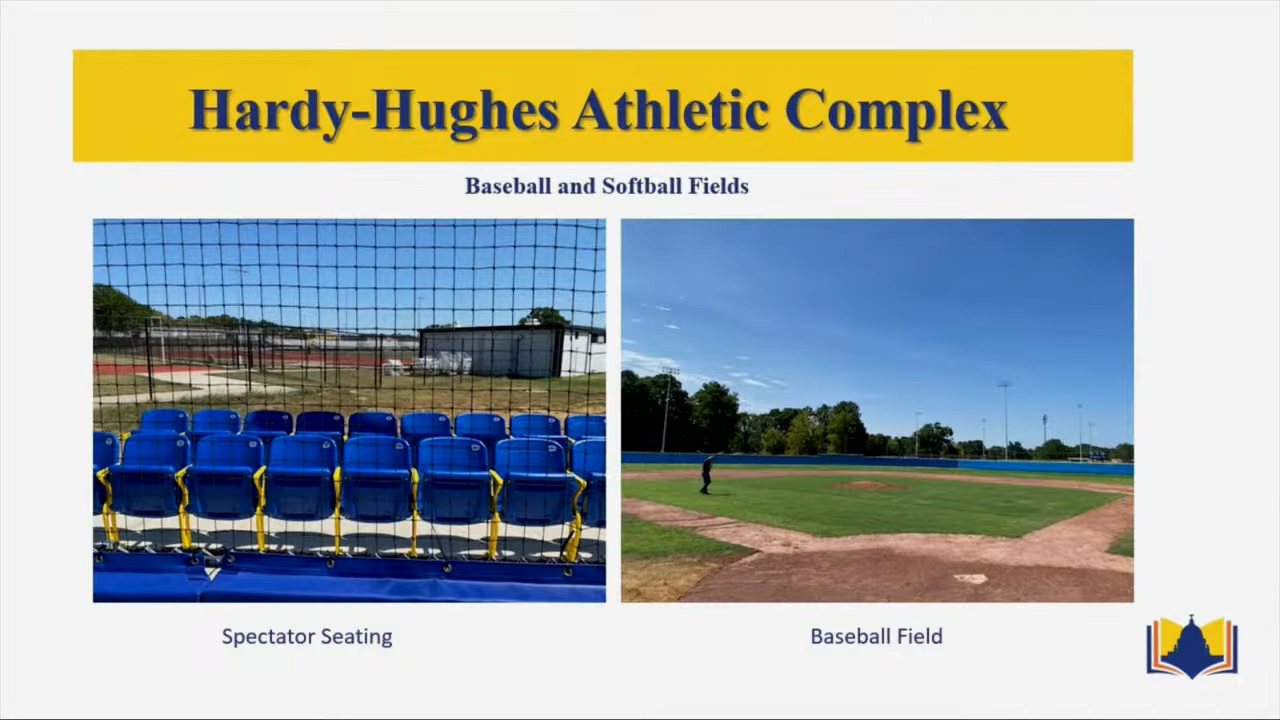 Hardy-Hughes Athletic Complex
Baseball and Softball Fields
Spectator Seating
Baseball Field